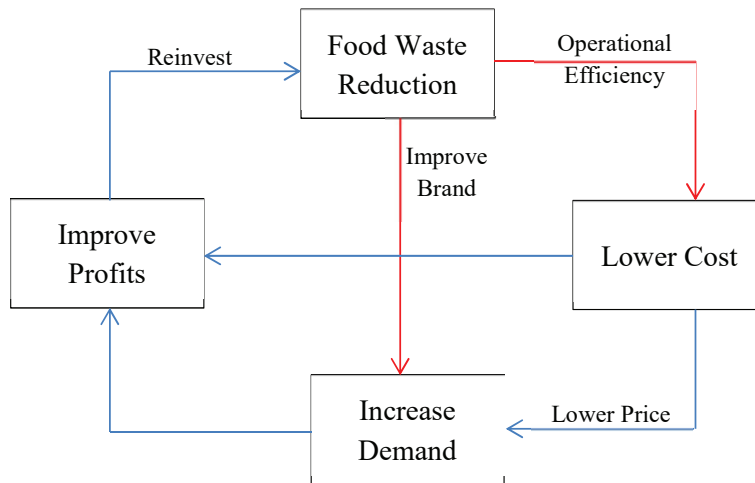 Reinvest
Food Waste
Reduction
Operational
Efficiency
Improve
Brand
Improve
Profits
Lower Cost
Increase
Demand
Lower Price